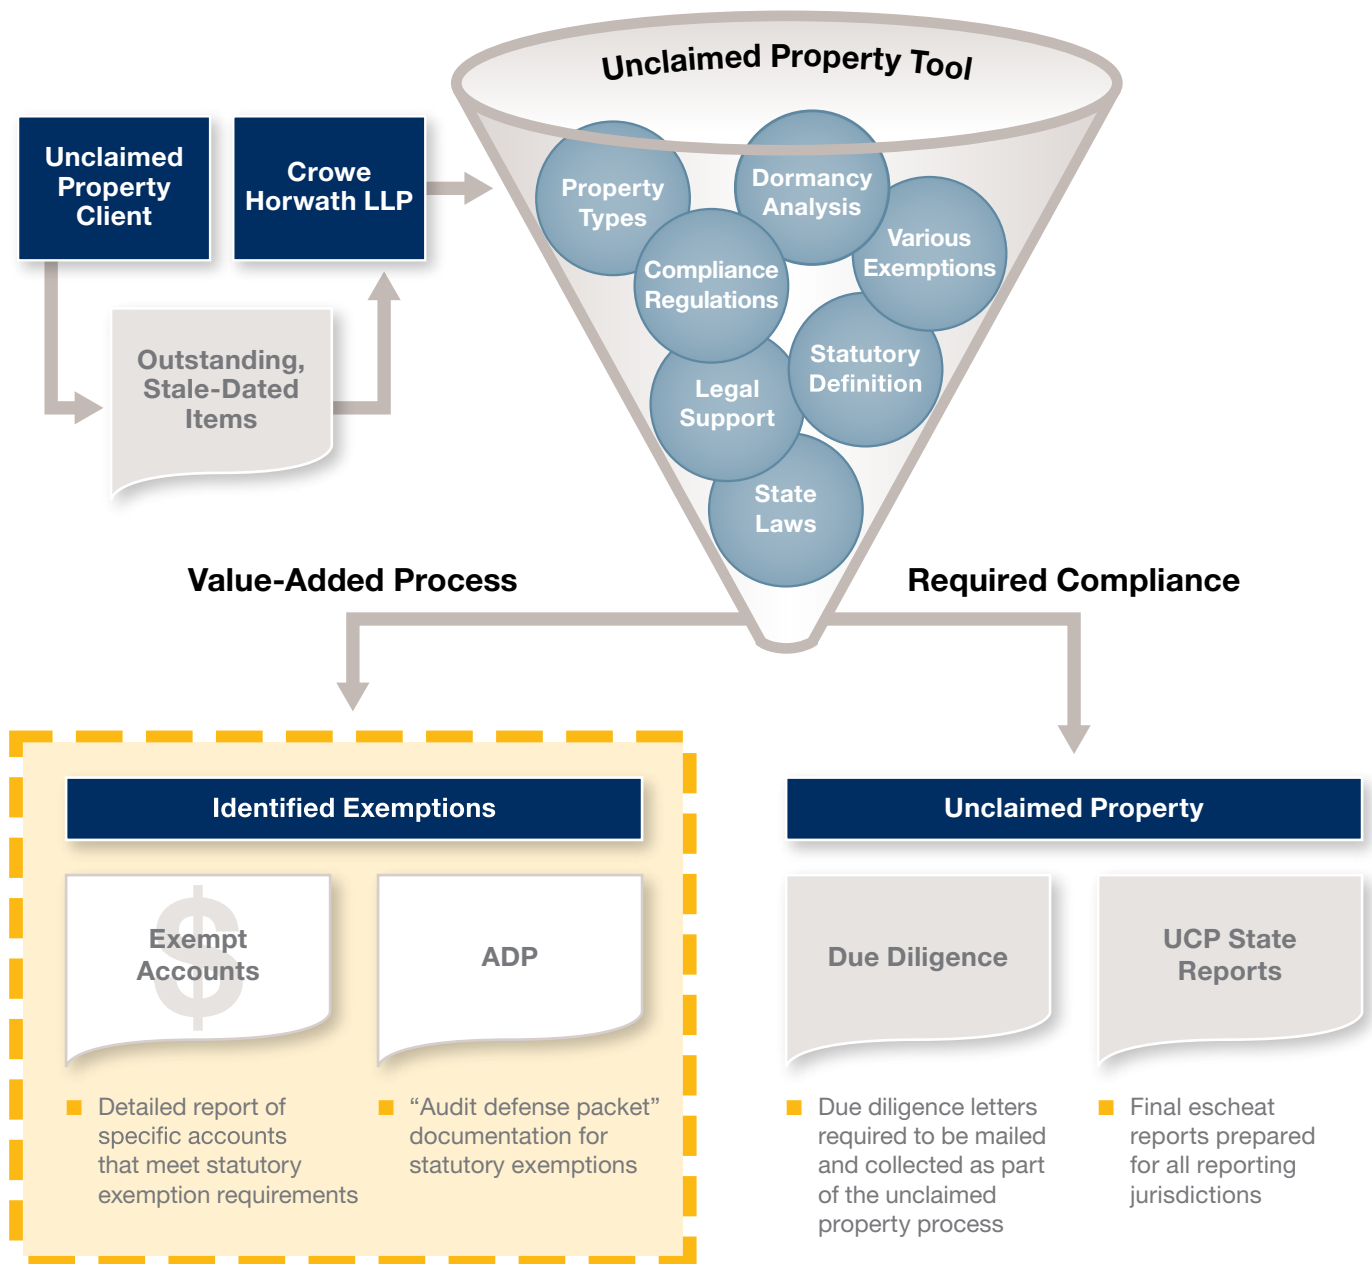 Unclaimed Property Tool
Unclaimed
Property
Client
Crowe
Horwath LLP
Outstanding,
Stale-Dated
Items
Property
Types
Dormancy
Analysis
Various
Exemptions
Compliance
Regulations
Statutory
Definition
Legal
Support
State
Laws
Value-Added Process
Required Compliance
Identified Exemptions
$
Exempt
Accounts
ADP
Detailed report of
specific accounts
that meet statutory
exemption requirements
“Audit defense packet”
documentation for
statutory exemptions
Unclaimed Property
Due Diligence
UCP State
Reports
Due diligence letters
required to be mailed
and collected as part
of the unclaimed
property process
Final escheat
reports prepared
for all reporting
jurisdictions